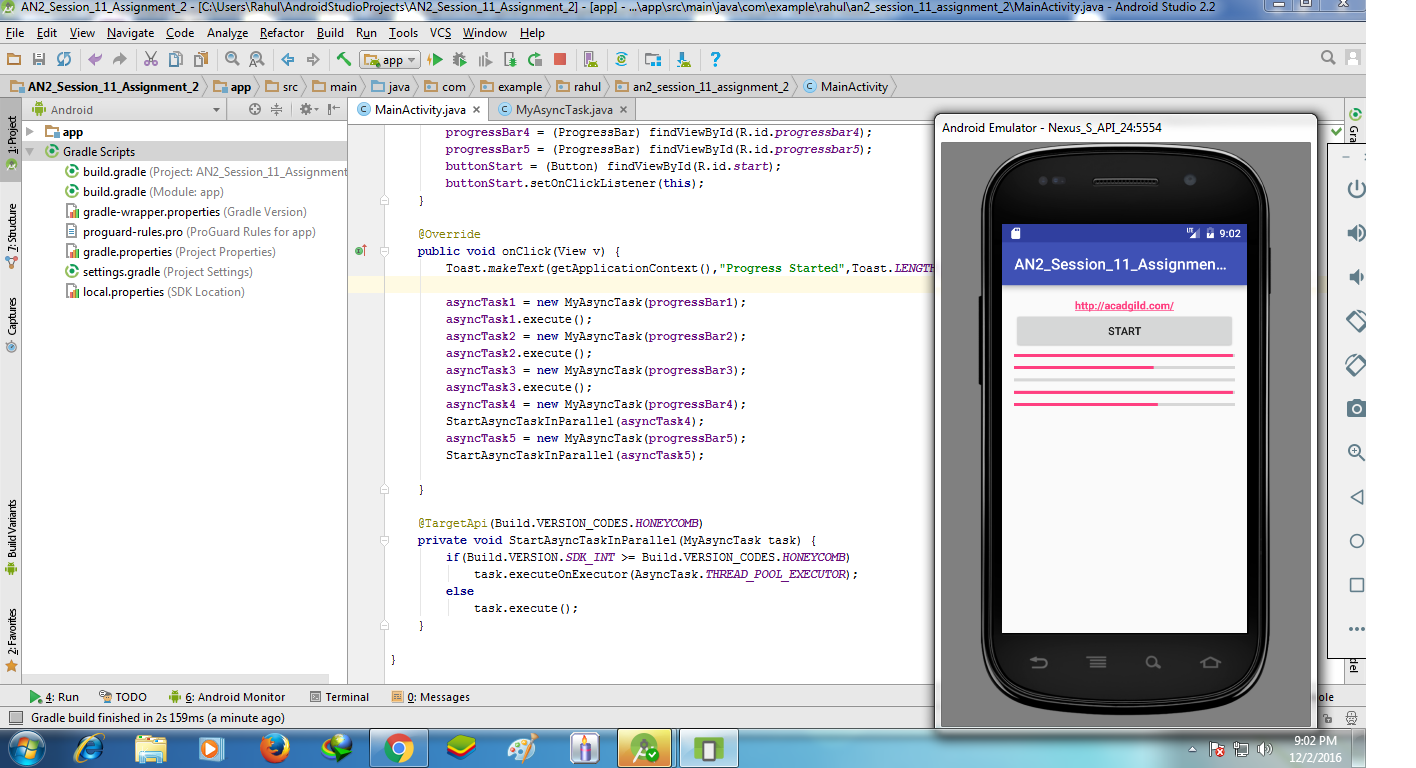 AN2_Session_11_Assignment_2 - [C:\Users\Rahul\AndroidStudioProjects\AN2_Session_11_Assignment_2] - [app] - ...\app\src\main\java\com\example\rahul\an2_session_11_assignment_2\MainActivity.java - Android Studio 2.2
File Edit View Navigate Code Analyze Refactor Build Run Tools VCS Window Help
app
AN2_Session_11_Assignment_2 app src main java com example rahul an2_session_11_assignment_2 MainActivity
Android
MainActivity.java MyAsyncTask.java
1: Project
7: Structure
Captures
Build Variants
2: Favorites
app
Gradle Scripts
build.gradle (Project: AN2_Session_11_Assignment
build.gradle (Module: app)
gradle-wrapper.properties (Gradle Version)
proguard-rules.pro (ProGuard Rules for app)
gradle.properties (Project Properties)
settings.gradle (Project Settings)
local.properties (SDK Location)
progressBar4 = (ProgressBar) findViewById(R.id.progressbar4);
progressBar5 = (ProgressBar) findViewById(R.id.progressbar5);
buttonStart = (Button) findViewById(R.id.start);
buttonStart.setOnClickListener(this);
}
@Override
public void onClick(View v) {
Toast.makeText(getApplicationContext(),"Progress Started",Toast.LENGTH
asyncTask1 = new MyAsyncTask(progressBar1);
asyncTask1.execute();
asyncTask2 = new MyAsyncTask(progressBar2);
asyncTask2.execute();
asyncTask3 = new MyAsyncTask(progressBar3);
asyncTask3.execute();
asyncTask4 = new MyAsyncTask(progressBar4);
StartAsyncTaskInParallel(asyncTask4);
asyncTask5 = new MyAsyncTask(progressBar5);
StartAsyncTaskInParallel(asyncTask5);
}
@TargetApi(Build.VERSION_CODES.HONEYCOMB)
private void StartAsyncTaskInParallel(MyAsyncTask task) {
if(Build.VERSION.SDK_INT >= Build.VERSION_CODES.HONEYCOMB)
task.executeOnExecutor(AsyncTask.THREAD_POOL_EXECUTOR);
else
task.execute();
}
}
Android Emulator - Nexus_S_API_24:5554
LTE 9:02
AN2_Session_11_Assignmen...
http://acadgild.com/
START
Gra
del
4: Run TODO 6: Android Monitor Terminal 0: Messages
ole
Gradle build finished in 2s 159ms (a minute ago)
9:02 PM
12/2/2016